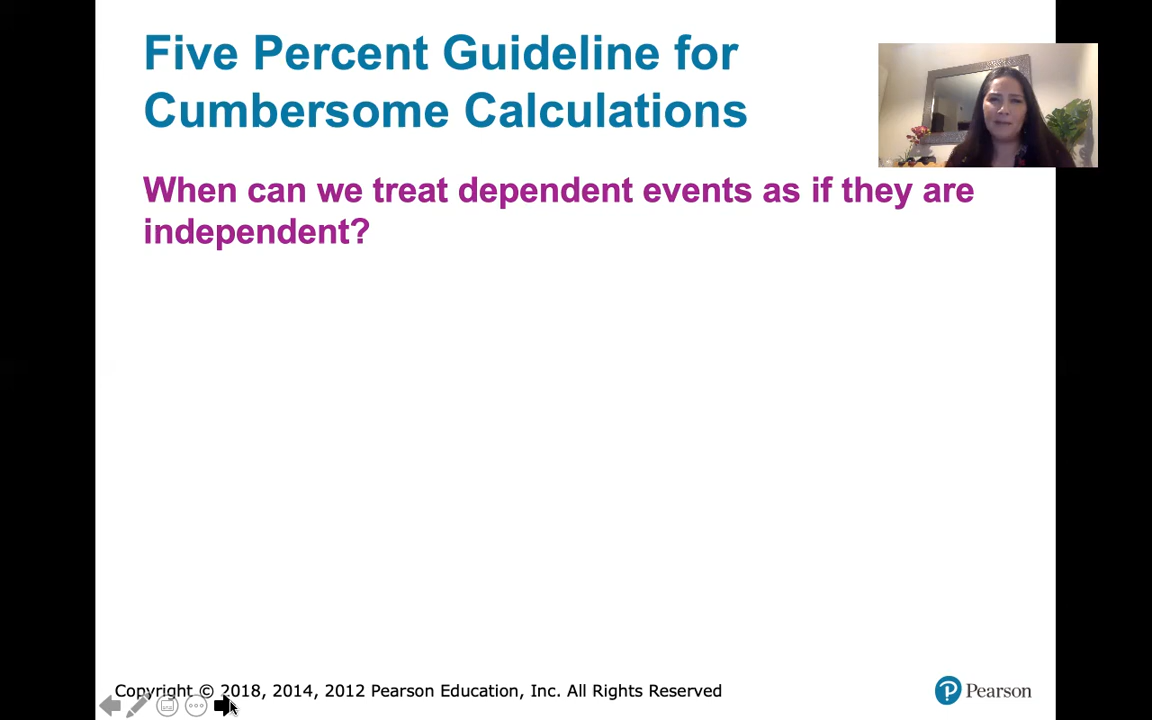 Five Percent Guideline for
Cumbersome Calculations
When can we treat dependent events as if they are
independent?
Copyright © 2018, 2014, 2012 Pearson Education, Inc. All Rights Reserved
Pearson